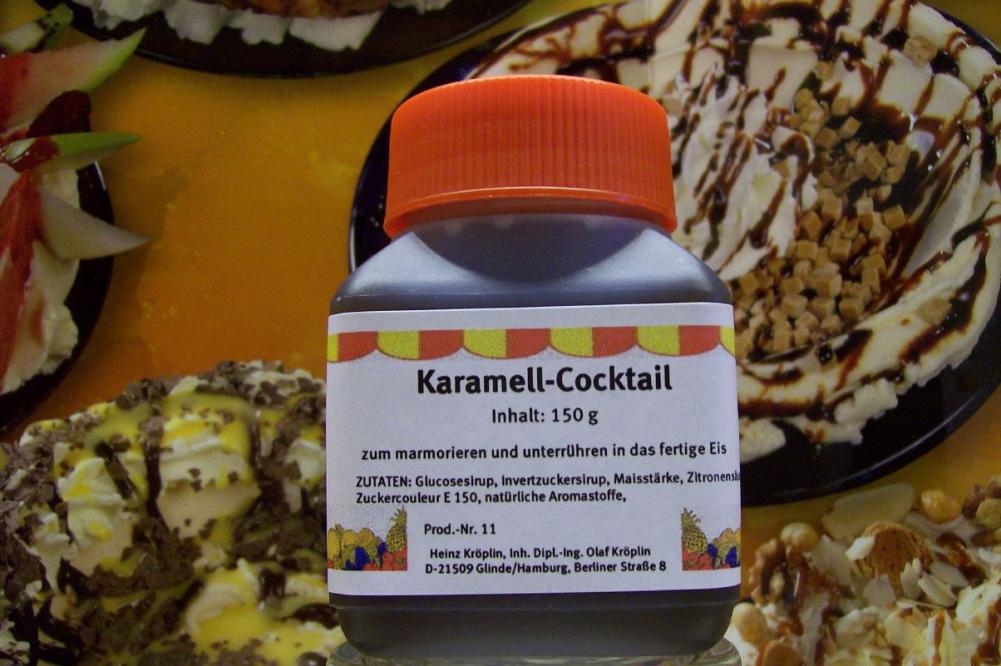 Karamell-Cocktail
Inhalt: 150 g
zum marmorieren und unterrühren in das fertige Eis
ZUTATEN: Glucosesirup, Invertzuckersirup, Maisstärke,
Zuckercouleur E 150, natürliche Aromastoffe,
Prod.-Nr. 11
Heinz Kröplin, Inh. Dipl.-Ing. Olaf Kröplin
D-21509 Glinde/Hamburg, Berliner Straße 8